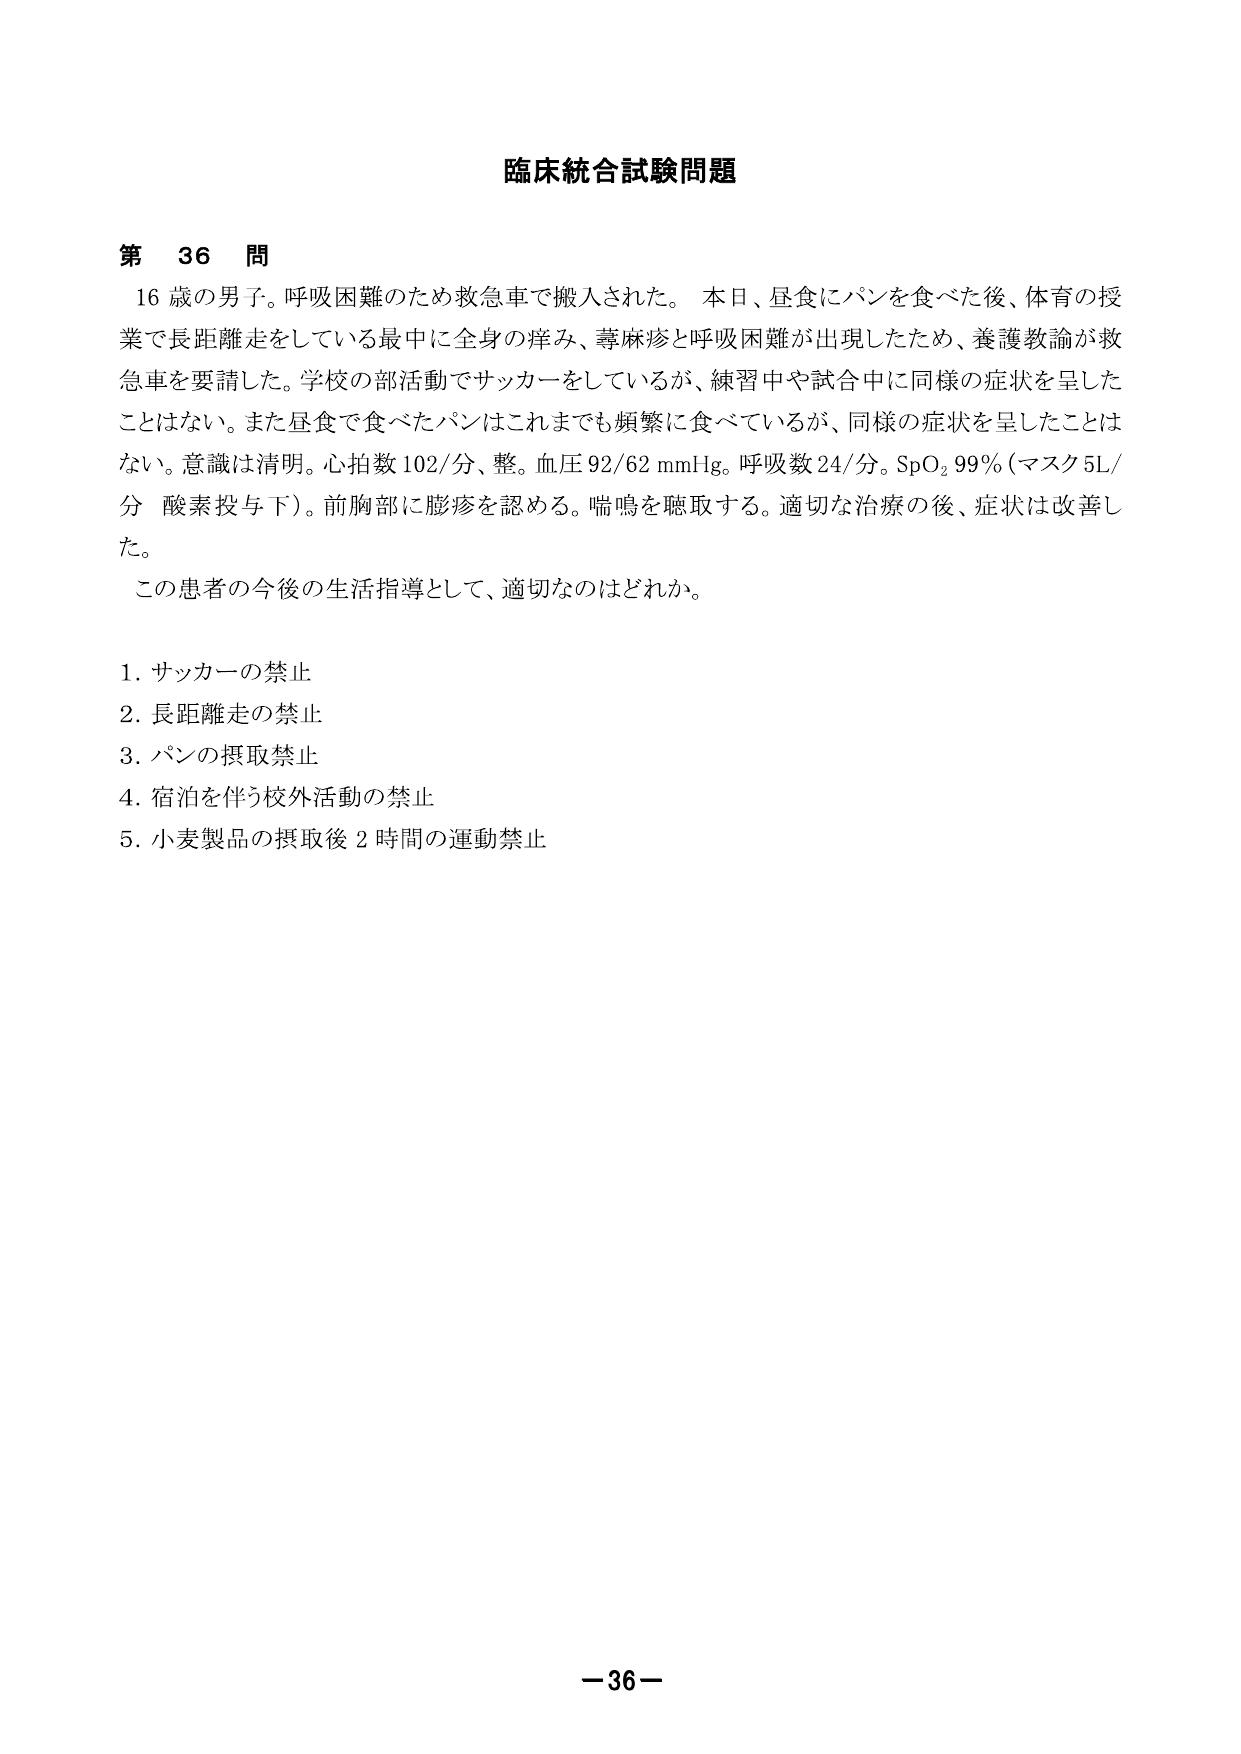 臨床統合試験問題
第 36 問
16 歳の男子。呼吸困難のため救急車で搬入された。 本日、昼食にパンを食べた後、体育の授
業で長距離走をしている最中に全身の痒み、蕁麻疹と呼吸困難が出現したため、養護教諭が救
急車を要請した。学校の部活動でサッカーをしているが、練習中や試合中に同様の症状を呈した
ことはない。また昼食で食べたパンはこれまでも頻繁に食べているが、同様の症状を呈したことは
ない。意識は清明。心拍数 102/分、整。血圧 92/62 mmHg。呼吸数 24/分。SpO₂ 99%(マスク 5L/
分 酸素投与下)。前胸部に膨疹を認める。喘鳴を聴取する。適切な治療の後、症状は改善し
た。
この患者の今後の生活指導として、適切なのはどれか。
1. サッカーの禁止
2. 長距離走の禁止
3. パンの摂取禁止
4. 宿泊を伴う校外活動の禁止
5. 小麦製品の摂取後 2 時間の運動禁止
－36－